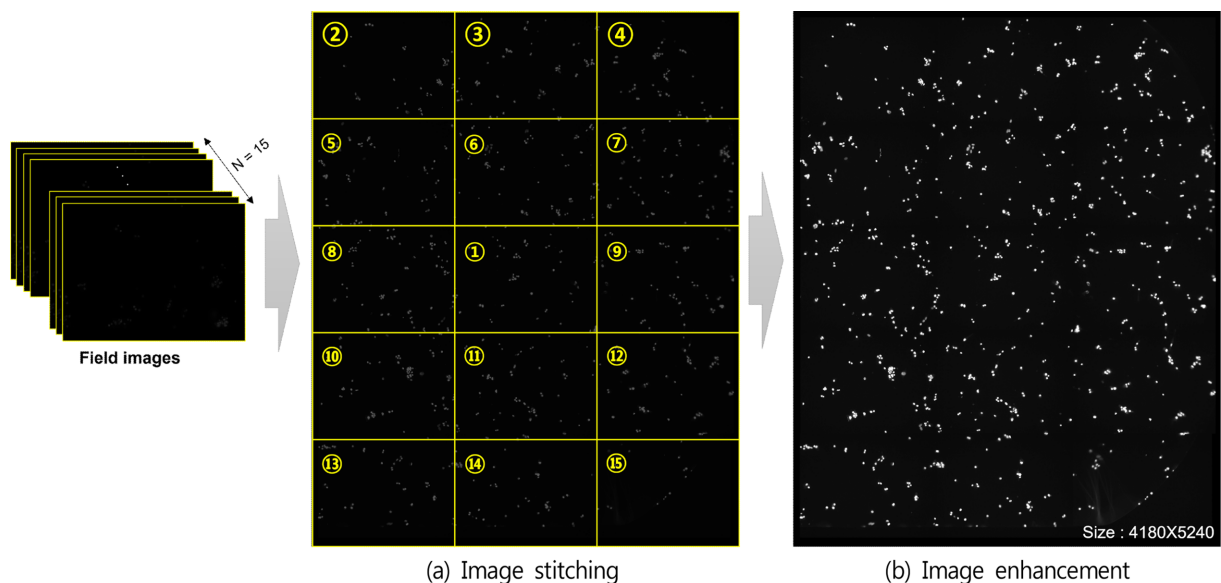 N = 15
Field images
② ③ ④
⑤ ⑥ ⑦
⑧ ① ⑨
⑩ ⑪ ⑫
⑬ ⑭ ⑮
(a) Image stitching
Size : 4180X5240
(b) Image enhancement